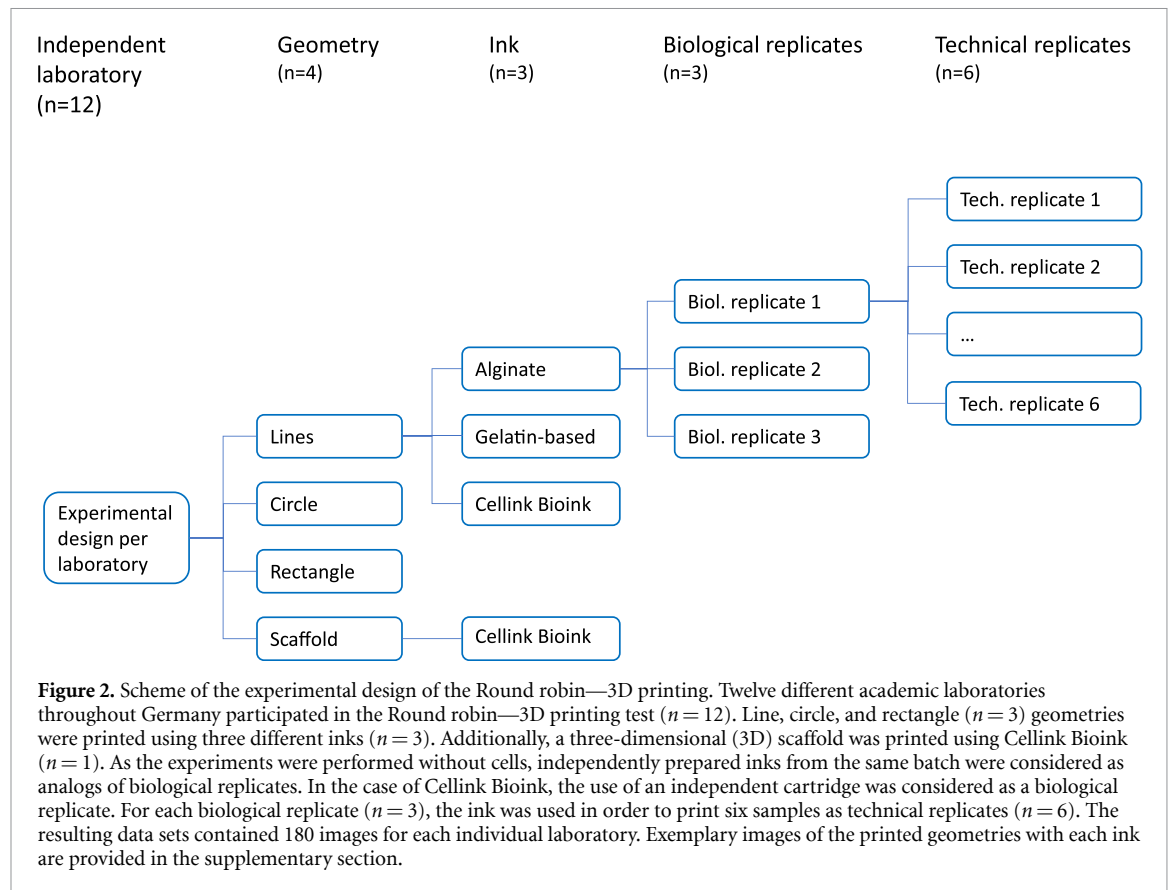 Independent
laboratory
(n=12)
Geometry
(n=4)
Ink
(n=3)
Biological replicates
(n=3)
Technical replicates
(n=6)
Tech. replicate 1
Tech. replicate 2
Biol. replicate 1
...
Alginate
Biol. replicate 2
Tech. replicate 6
Lines
Gelatin-based
Biol. replicate 3
Circle
Cellink Bioink
Experimental
design per
laboratory
Rectangle
Scaffold
Cellink Bioink
Figure 2. Scheme of the experimental design of the Round robin—3D printing. Twelve different academic laboratories
throughout Germany participated in the Round robin—3D printing test (n = 12). Line, circle, and rectangle (n = 3) geometries
were printed using three different inks (n = 3). Additionally, a three-dimensional (3D) scaffold was printed using Cellink Bioink
(n = 1). As the experiments were performed without cells, independently prepared inks from the same batch were considered as
analogs of biological replicates. In the case of Cellink Bioink, the use of an independent cartridge was considered as a biological
replicate. For each biological replicate (n = 3), the ink was used in order to print six samples as technical replicates (n = 6). The
resulting data sets contained 180 images for each individual laboratory. Exemplary images of the printed geometries with each ink
are provided in the supplementary section.